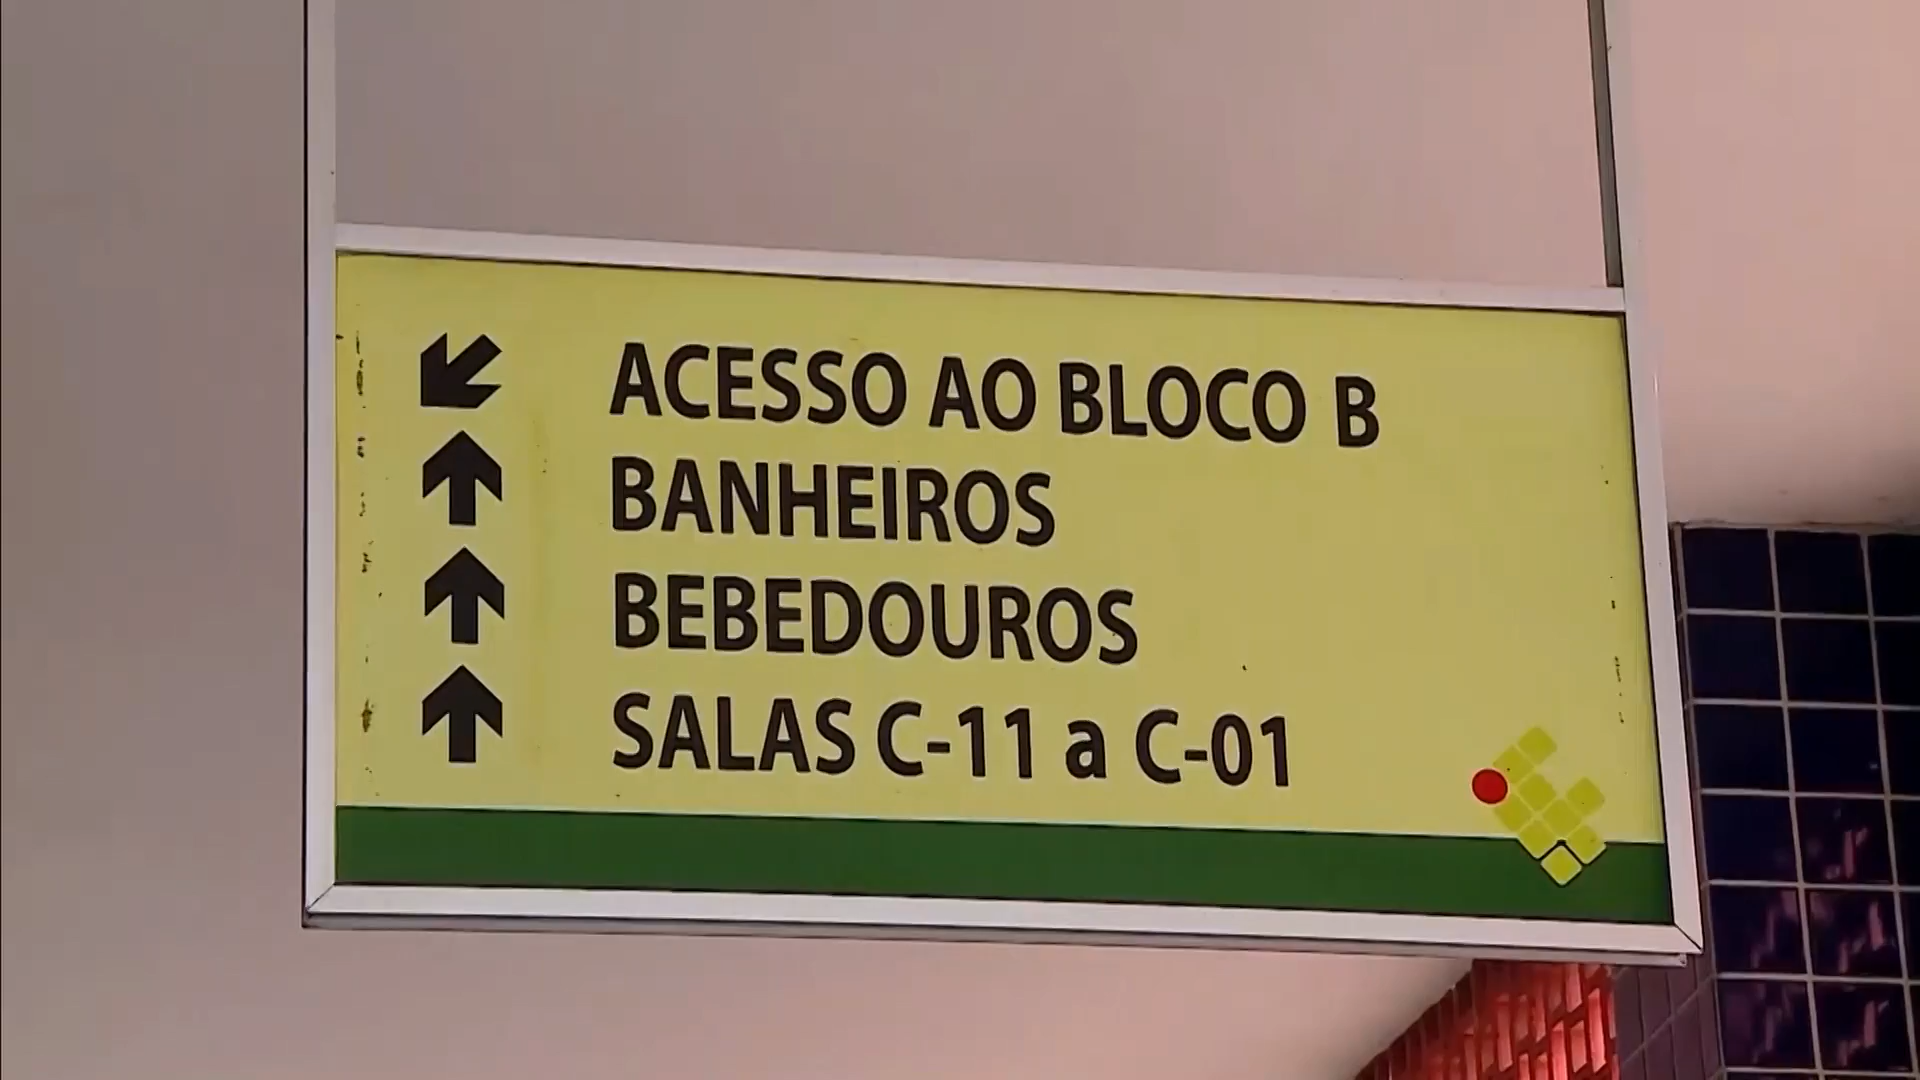 ACESSO AO BLOCO B
BANHEIROS
BEBEDOUROS
SALAS C-11 a C-01